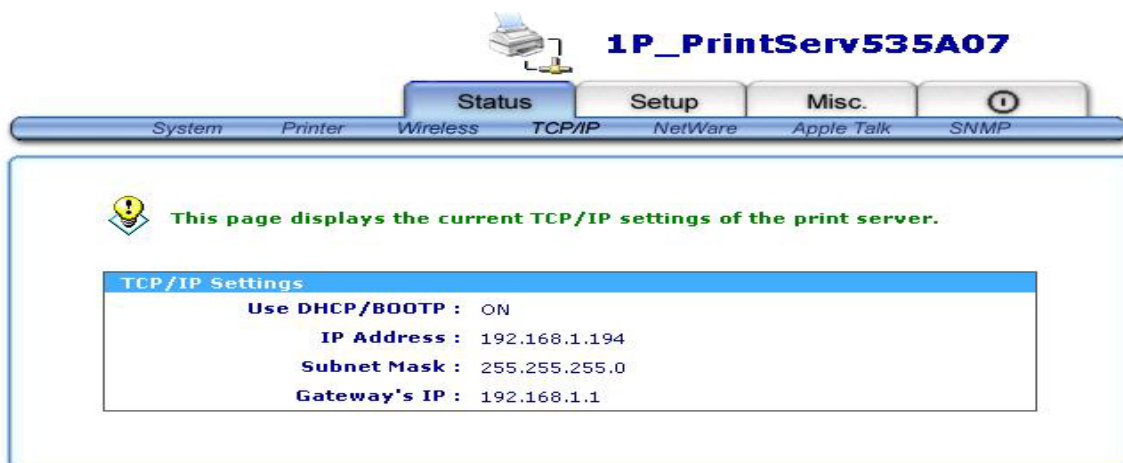 1P_PrintServ535A07
Status Setup Misc.
System Printer Wireless TCP/IP NetWare Apple Talk SNMP
This page displays the current TCP/IP settings of the print server.
TCP/IP Settings
Use DHCP/BOOTP : ON
IP Address : 192.168.1.194
Subnet Mask : 255.255.255.0
Gateway's IP : 192.168.1.1